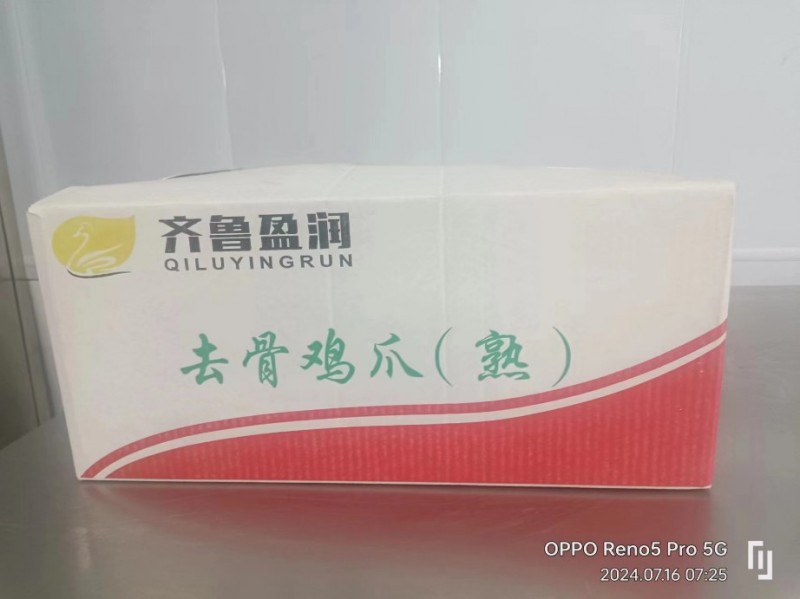 齐鲁盈润
QILUYINGRUN
去骨鸡爪(熟)
OPPO Reno5 Pro 5G
2024.07.16 07:25